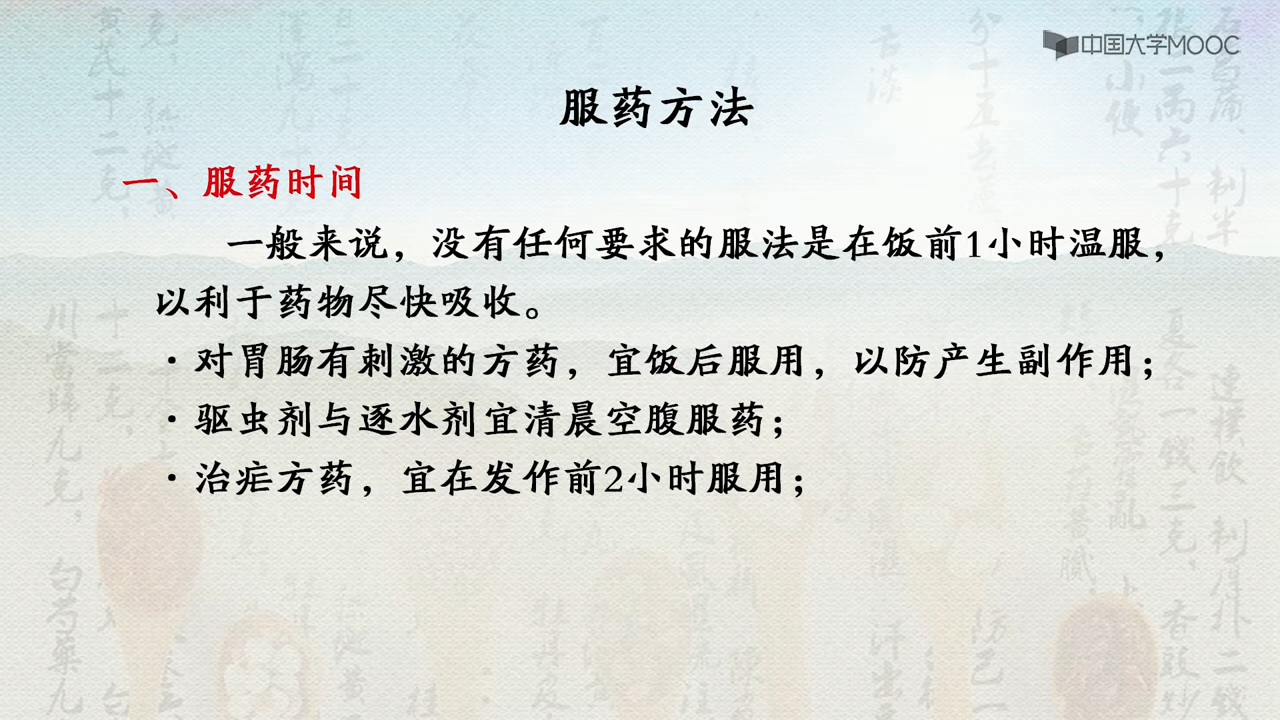 中国大学MOOC
服药方法
一、服药时间
一般来说，没有任何要求的服法是在饭前1小时温服，
以利于药物尽快吸收。
·对胃肠有刺激的方药，宜饭后服用，以防产生副作用；
·驱虫剂与逐水剂宜清晨空腹服药；
·治疟方药，宜在发作前2小时服用；